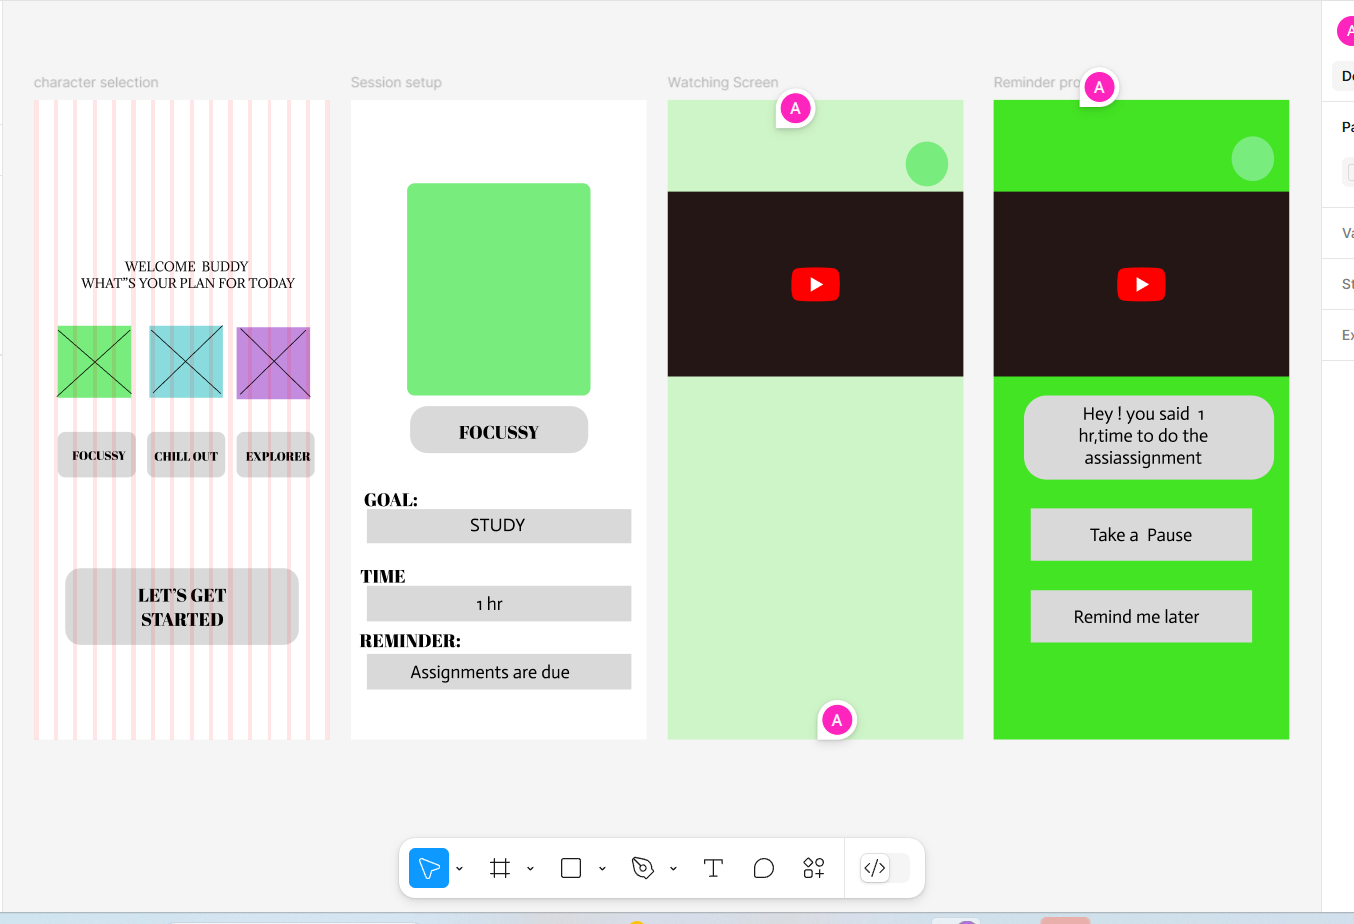 character selection
Session setup
Watching Screen
Reminder pro
A
A
A
A
WELCOME  BUDDY
WHAT"S YOUR PLAN FOR TODAY
FOCUSSY
CHILL OUT
EXPLORER
LET'S GET
STARTED
FOCUSSY
GOAL:
STUDY
TIME
1 hr
REMINDER:
Assignments are due
Hey ! you said  1
hr,time to do the
assiassignment
Take a  Pause
Remind me later
De
Pa
Va
St
Ex
T